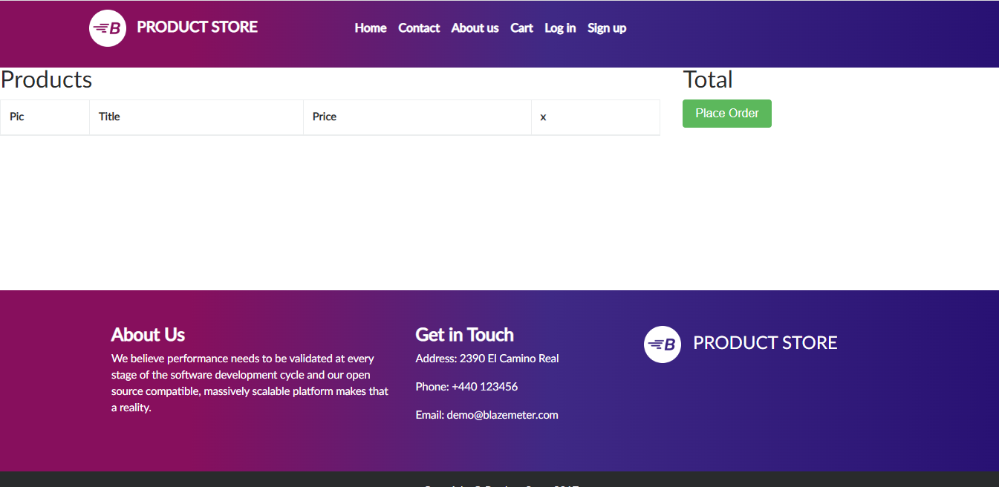 B PRODUCT STORE
Home Contact About us Cart Log in Sign up
Products
Total
Pic Title Price x
Place Order
About Us
We believe performance needs to be validated at every
stage of the software development cycle and our open
source compatible, massively scalable platform makes that
a reality.
Get in Touch
Address: 2390 El Camino Real
Phone: +440 123456
Email: demo@blazemeter.com
B PRODUCT STORE